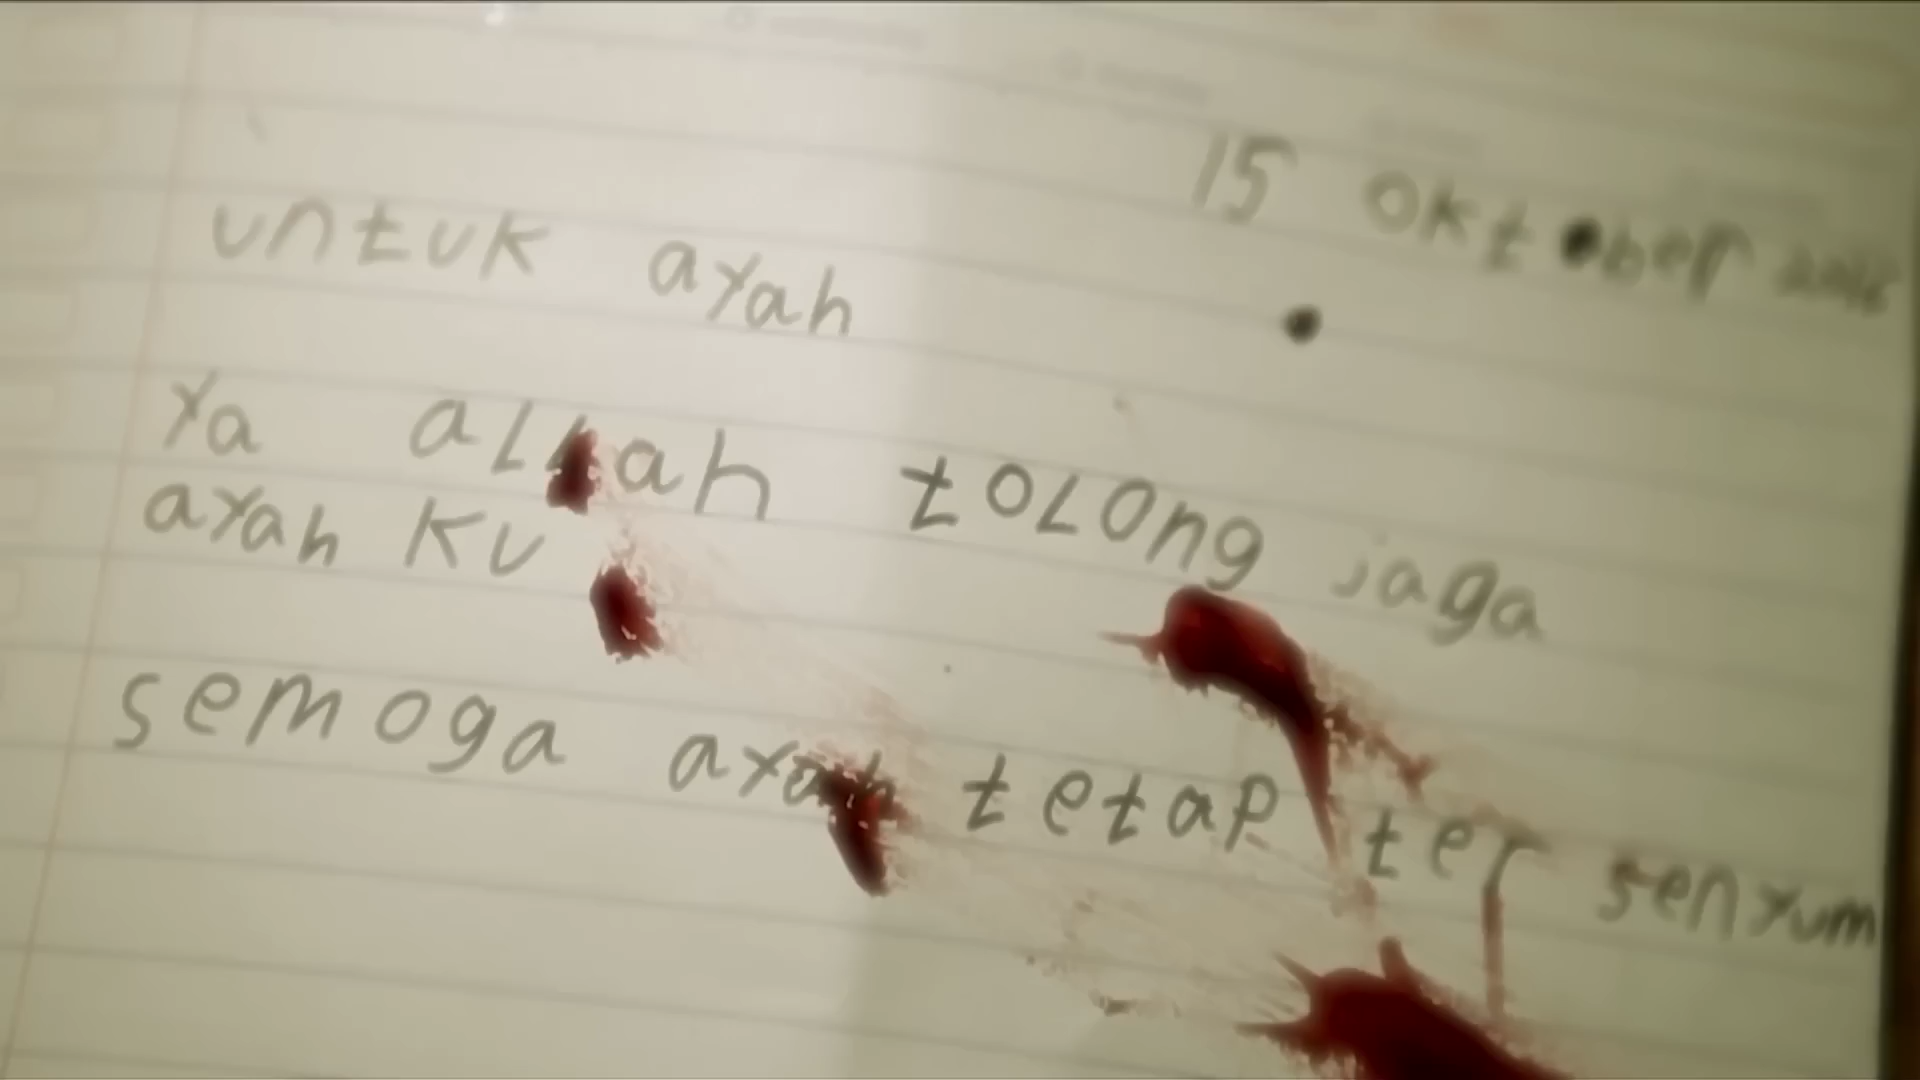 15 oktober
untuk ayah
ya allah tolong jaga
ayah ku
semoga ayah tetap ter senyum